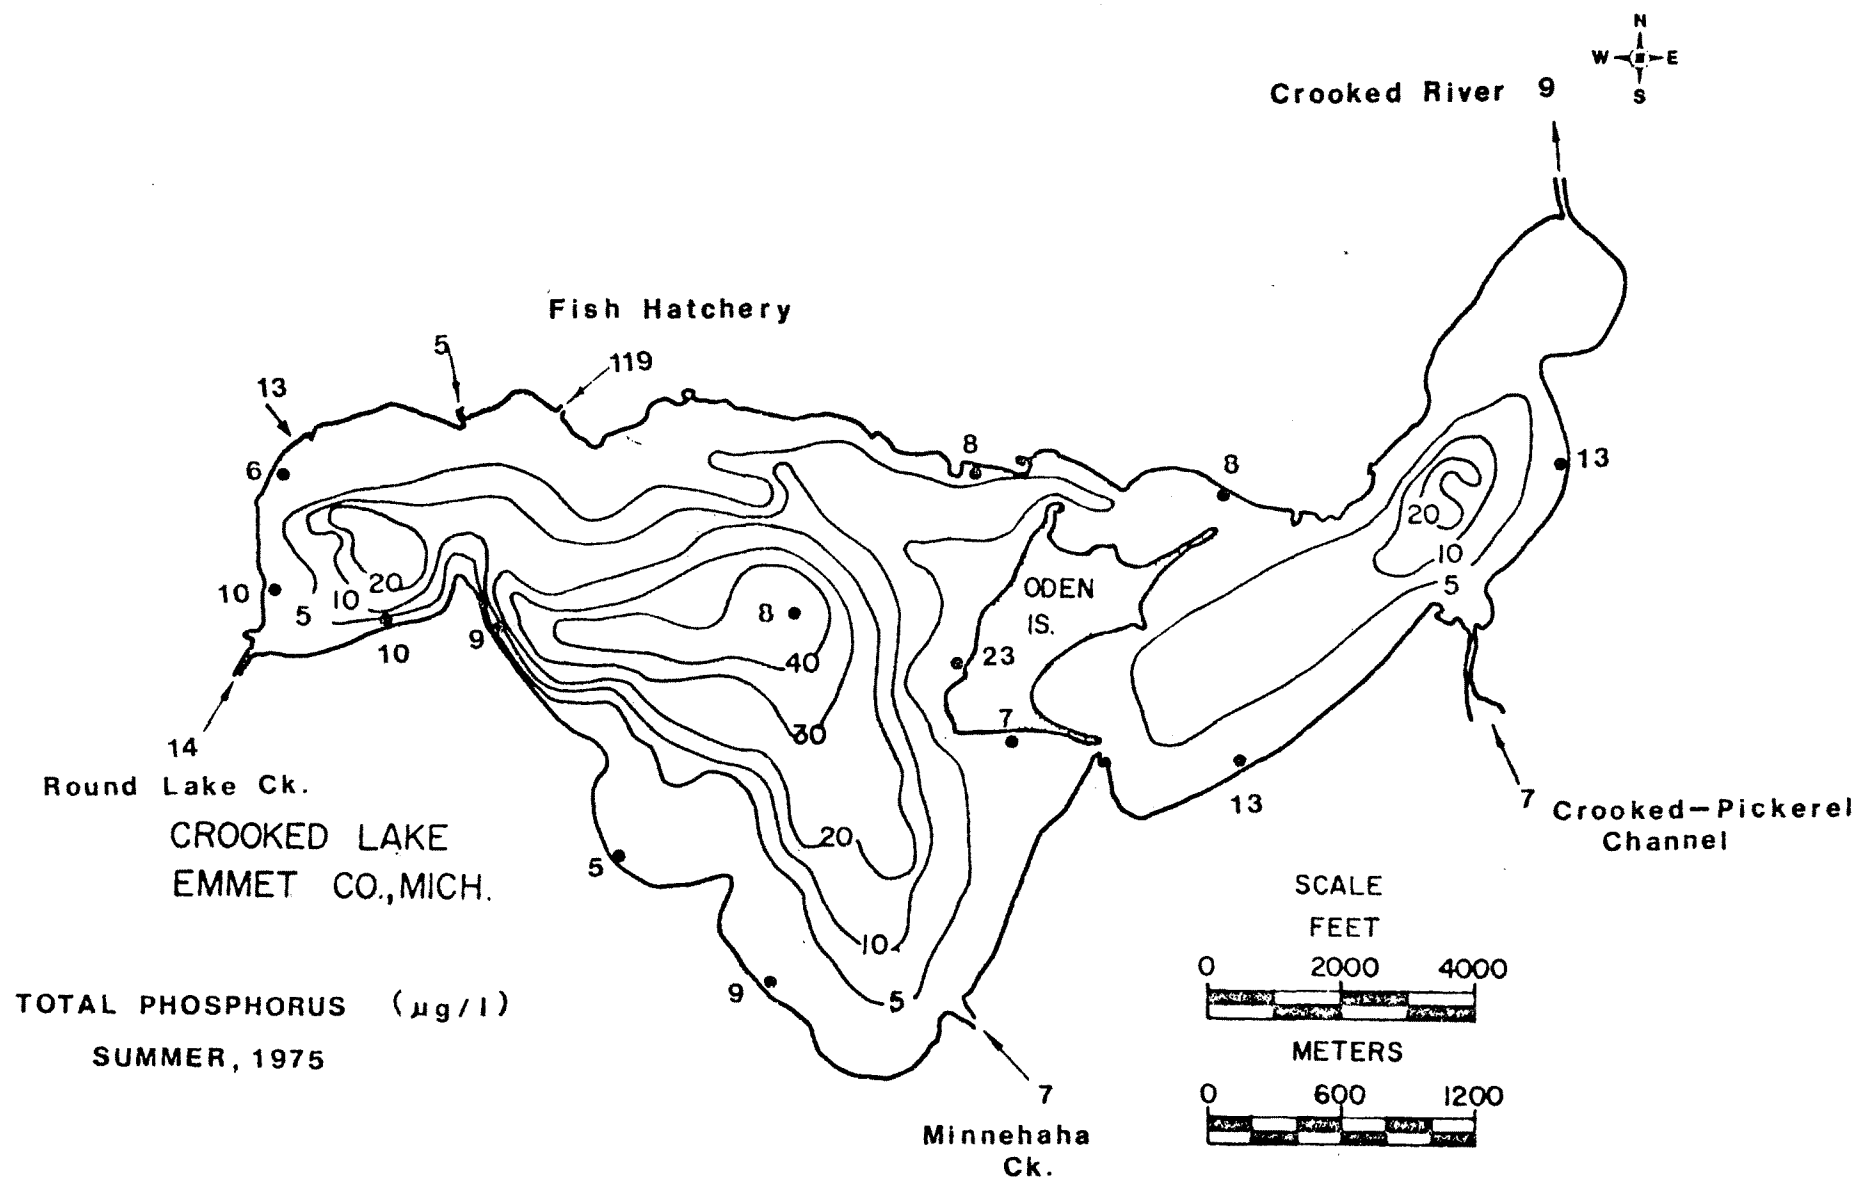 N
W E
S
Crooked River 9
Fish Hatchery
5
119
13
8
6
8
13
20
10
5
ODEN
IS.
10
5
10
20
10
9
8
40
23
30
7
14
Round Lake Ck.
CROOKED LAKE
EMMET CO., MICH.
13
7
Crooked-Pickerel
Channel
20
5
10
9
5
TOTAL PHOSPHORUS (µg/l)
SUMMER, 1975
7
Minnehaha
Ck.
SCALE
FEET
0 2000 4000
METERS
0 600 1200